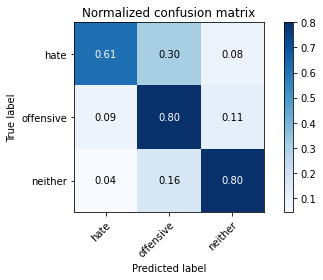 Normalized confusion matrix
True label
hate
offensive
neither
0.61 0.30 0.08
0.09 0.80 0.11
0.04 0.16 0.80
hate
offensive
neither
Predicted label
0.8
0.7
0.6
0.5
0.4
0.3
0.2
0.1